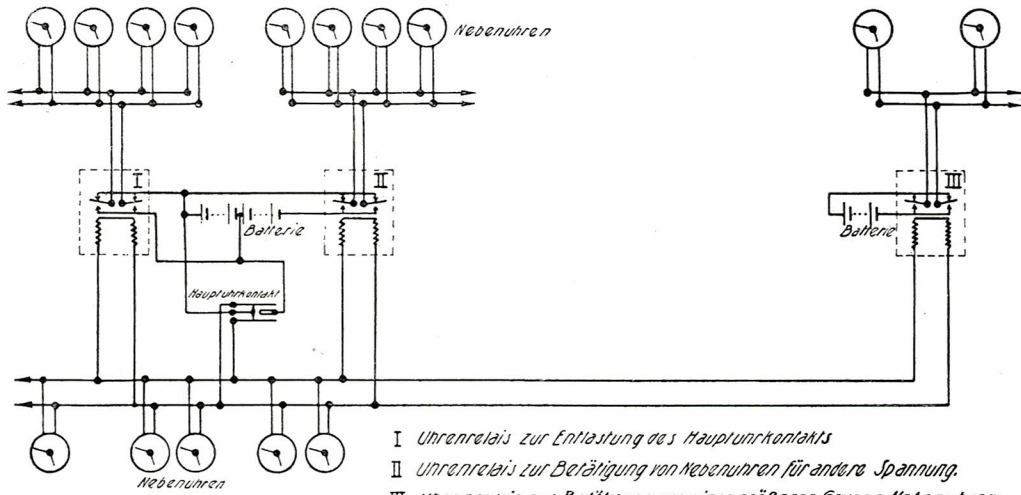 Nebenuhren
I
II
III
Batterie
Batterie
Hauptuhrkontakt
I Uhrenrelais zur Entlastung des Hauptuhrkontakts
II Uhrenrelais zur Betätigung von Nebenuhren für andere Spannung.
Nebenuhren
III